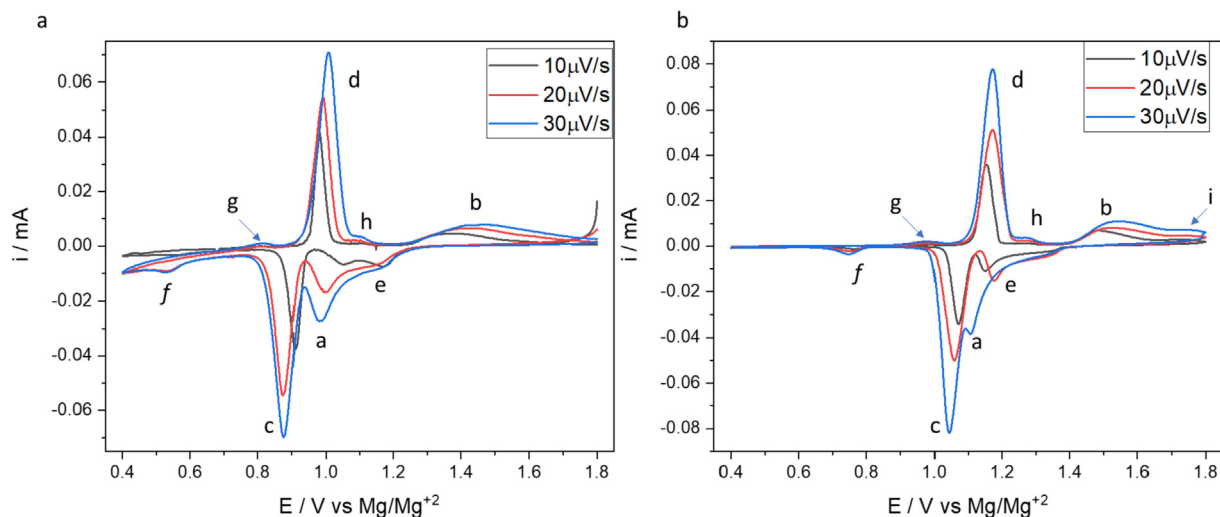 a
0.06
0.04
0.02
0.00
-0.02
-0.04
-0.06
i / mA
0.4 0.6 0.8 1.0 1.2 1.4 1.6 1.8
E / V vs Mg/Mg+2
10μV/s
20μV/s
30μV/s
d
g
h
b
f
e
a
c
b
0.08
0.06
0.04
0.02
0.00
-0.02
-0.04
-0.06
-0.08
i / mA
0.4 0.6 0.8 1.0 1.2 1.4 1.6 1.8
E / V vs Mg/Mg+2
10μV/s
20μV/s
30μV/s
d
g
h
b
i
f
e
a
c